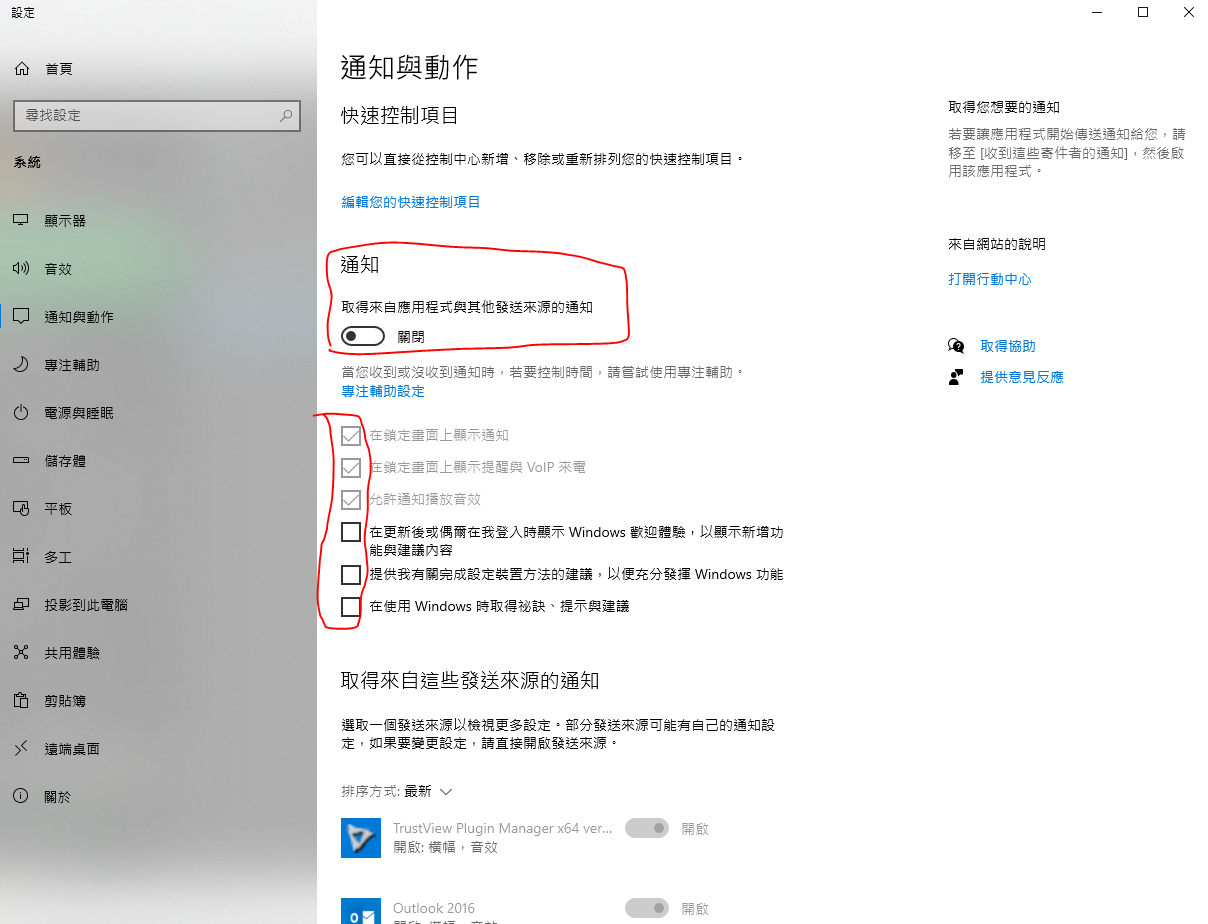 設定
首頁
尋找設定
系統
顯示器
音效
通知與動作
專注輔助
電源與睡眠
儲存體
平板
多工
投影到此電腦
共用體驗
剪貼簿
遠端桌面
關於
通知與動作
快速控制項目
您可以直接從控制中心新增、移除或重新排列您的快速控制項目。
編輯您的快速控制項目
通知
取得來自應用程式與其他發送來源的通知
關閉
當您收到或沒收到通知時，若要控制時間，請嘗試使用專注輔助。
專注輔助設定
在鎖定畫面上顯示通知
在鎖定畫面上顯示提醒與 VoIP 來電
允許通知播放音效
在更新後或偶爾在我登入時顯示 Windows 歡迎體驗，以顯示新增功
能與建議內容
提供我有關完成設定裝置方法的建議，以便充分發揮 Windows 功能
在使用 Windows 時取得祕訣、提示與建議
取得來自這些發送來源的通知
選取一個發送來源以檢視更多設定。部分發送來源可能有自己的通知設
定，如果要變更設定，請直接開啟發送來源。
排序方式: 最新
TrustView Plugin Manager x64 ver...
開啟
開啟: 橫幅，音效
Outlook 2016
開啟
開啟: 橫幅，音效
取得您想要的通知
若要讓應用程式開始傳送通知給您，請
移至 [收到這些寄件者的通知]，然後啟
用該應用程式。
來自網站的說明
打開行動中心
取得協助
提供意見反應